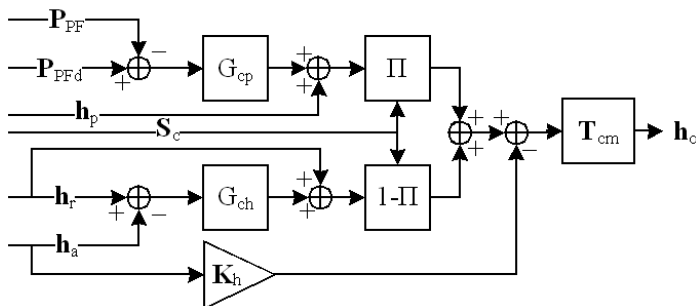 P_PF
−
P_PFd
+
G_cp
+
+
Π
h_p
S_c
+
+
+
−
T_cm
h_c
h_r
+
−
G_ch
+
+
1-Π
h_a
K_h